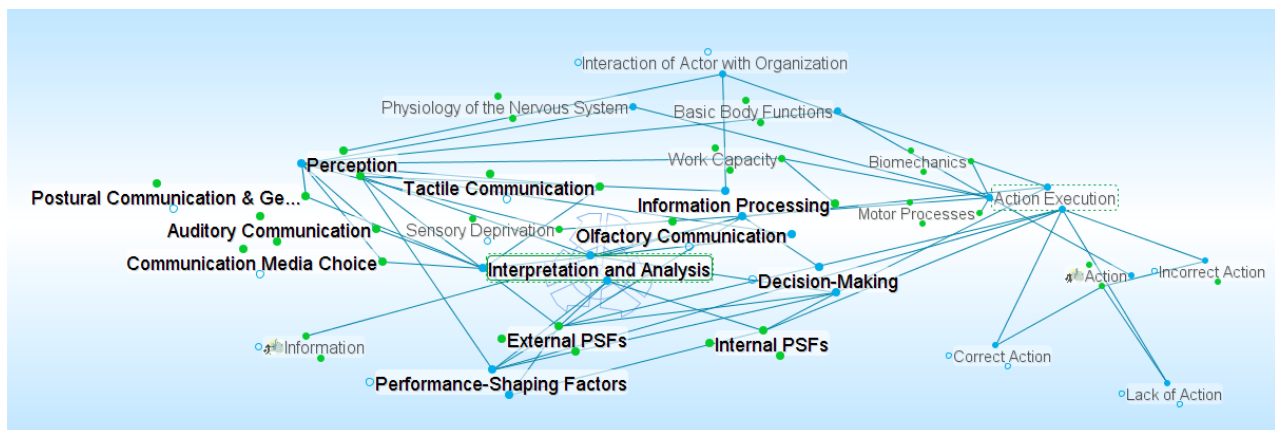 Interaction of Actor with Organization
Physiology of the Nervous System
Basic Body Functions
Perception
Work Capacity
Biomechanics
Tactile Communication
Postural Communication & Ge...
Information Processing
Action Execution
Motor Processes
Auditory Communication
Sensory Deprivation
Olfactory Communication
Communication Media Choice
Interpretation and Analysis
Decision-Making
Action
Incorrect Action
External PSFs
Internal PSFs
Information
Correct Action
Performance-Shaping Factors
Lack of Action